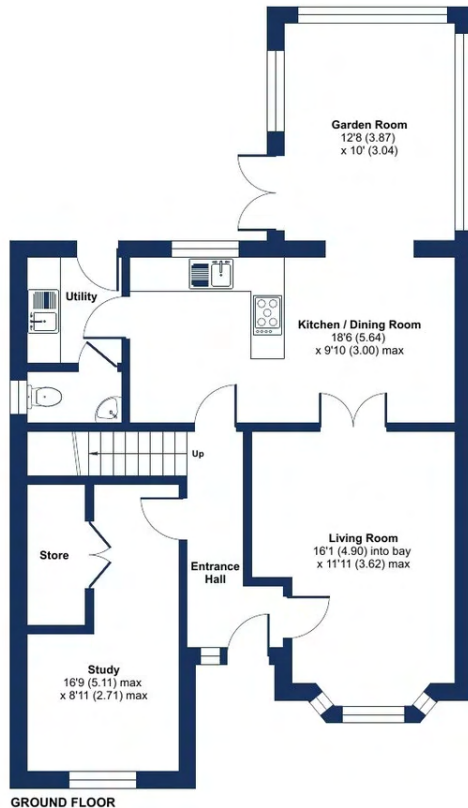 Garden Room
12'8 (3.87)
x 10' (3.04)
Utility
Kitchen / Dining Room
18'6 (5.64)
x 9'10 (3.00) max
Up
Store
Entrance
Hall
Living Room
16'1 (4.90) into bay
x 11'11 (3.62) max
Study
16'9 (5.11) max
x 8'11 (2.71) max
GROUND FLOOR